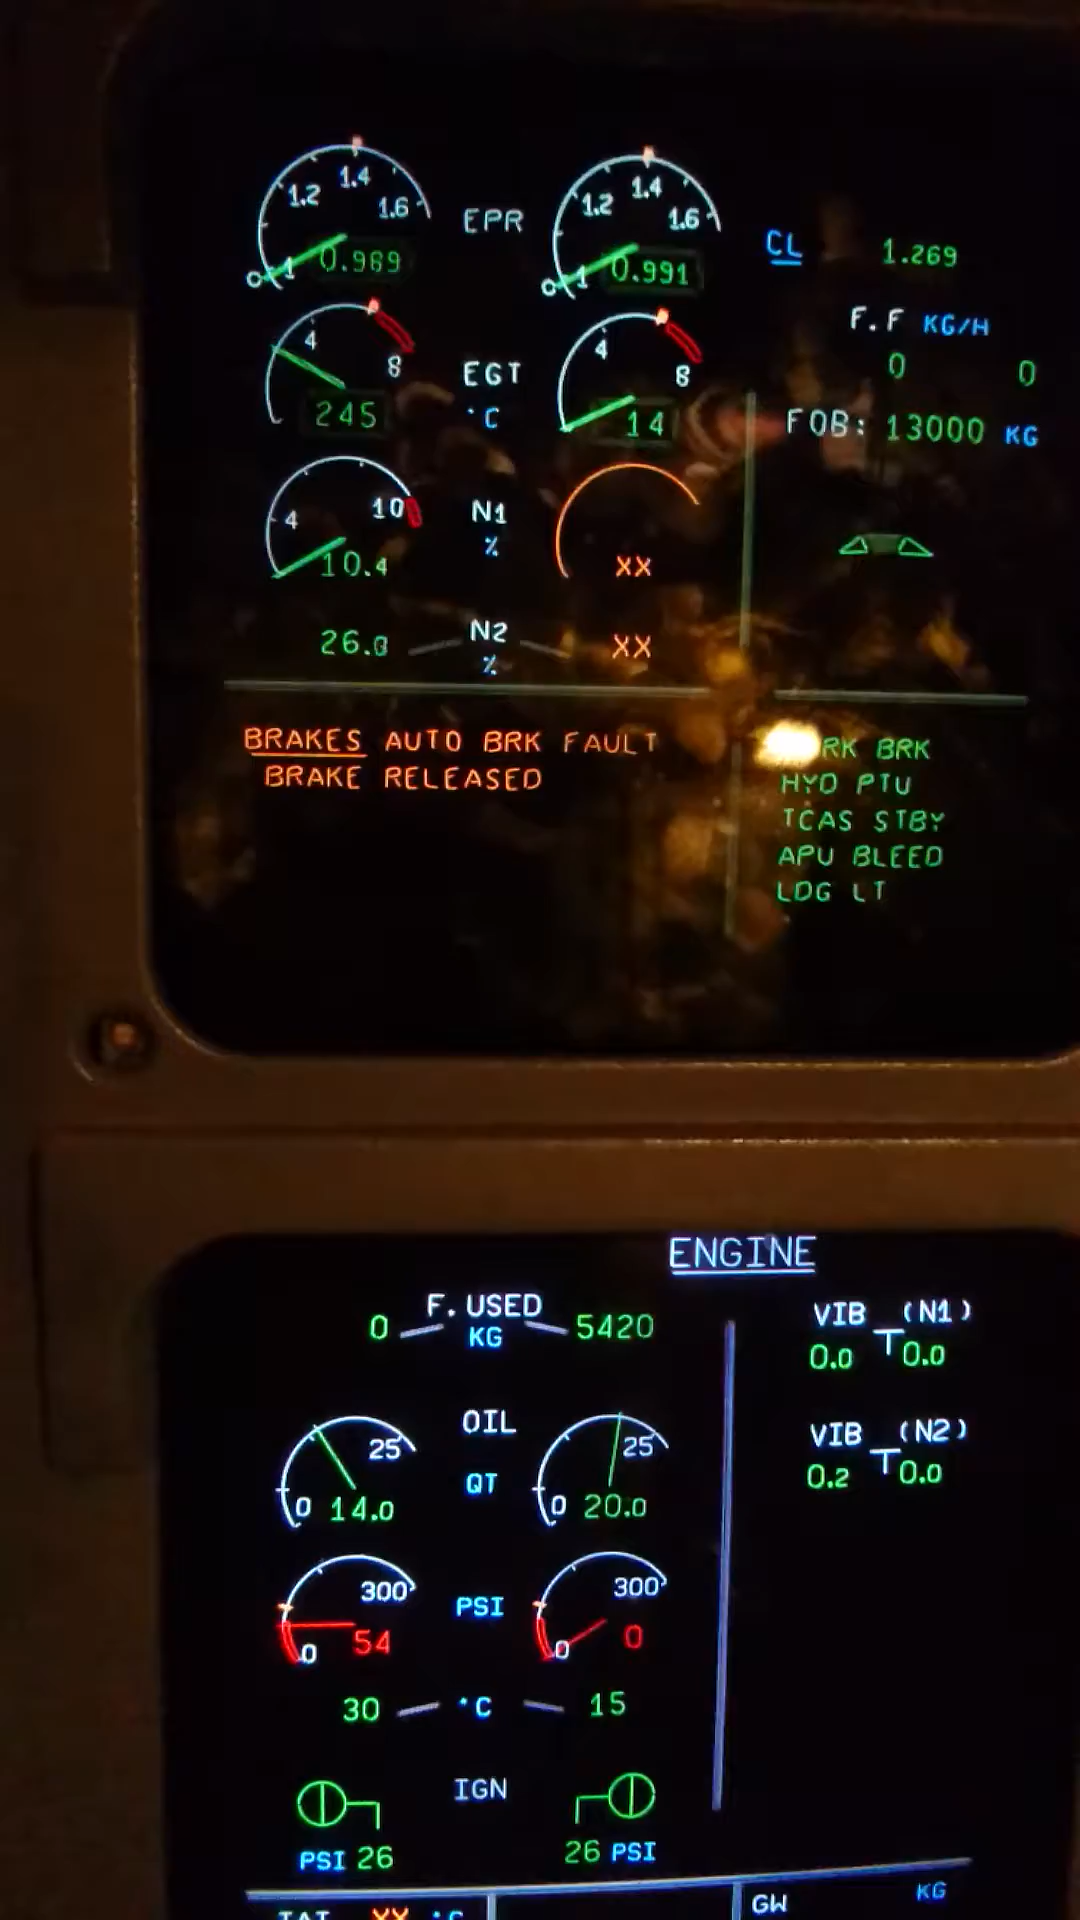 1.2 1.4 1.6 1 0.989
EPR
1.2 1.4 1.6 1 0.991
CL 1.269
F.F KG/H
0 0
4 8 245
EGT
°C
4 8 14
FOB: 13000 KG
4 10 10.4
N1
%
XX
26.8 N2 XX
%
BRAKES AUTO BRK FAULT
BRAKE RELEASED
RK BRK
HYD PTU
TCAS STBY
APU BLEED
LDG LT
ENGINE
0 F.USED 5420
KG
VIB (N1)
0.0 0.0
VIB (N2)
0.2 0.0
OIL
25 0 14.0
QT
25 0 20.0
300 0 54
PSI
300 0 0
30 °C 15
IGN
PSI 26
26 PSI
TAT XX °C
GW KG